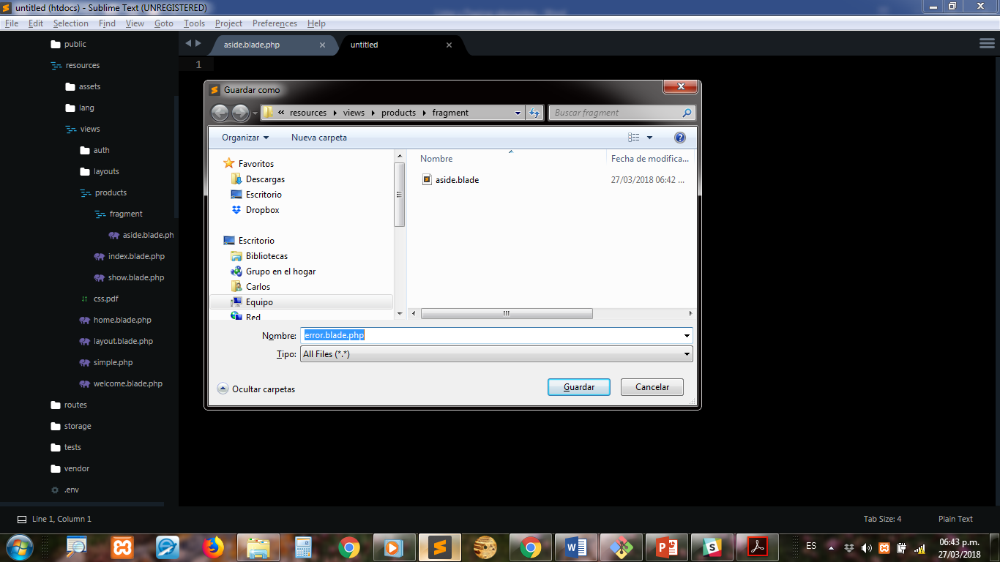 untitled (htdocs) - Sublime Text (UNREGISTERED)
File Edit Selection Find View Goto Tools Project Preferences Help
public
resources
assets
lang
views
auth
layouts
products
fragment
aside.blade.ph
index.blade.php
show.blade.php
css.pdf
home.blade.php
layout.blade.php
simple.php
welcome.blade.php
routes
storage
tests
vendor
.env
aside.blade.php
untitled
1
Guardar como
« resources views products fragment
Buscar fragment
Organizar
Nueva carpeta
Favoritos
Descargas
Escritorio
Dropbox
Escritorio
Bibliotecas
Grupo en el hogar
Carlos
Equipo
Red
Nombre
Fecha de modifica...
aside.blade
27/03/2018 06:42 ...
Nombre: error.blade.php
Tipo: All Files (*.*)
Ocultar carpetas
Guardar
Cancelar
Line 1, Column 1
Tab Size: 4
Plain Text
ES
06:43 p.m.
27/03/2018